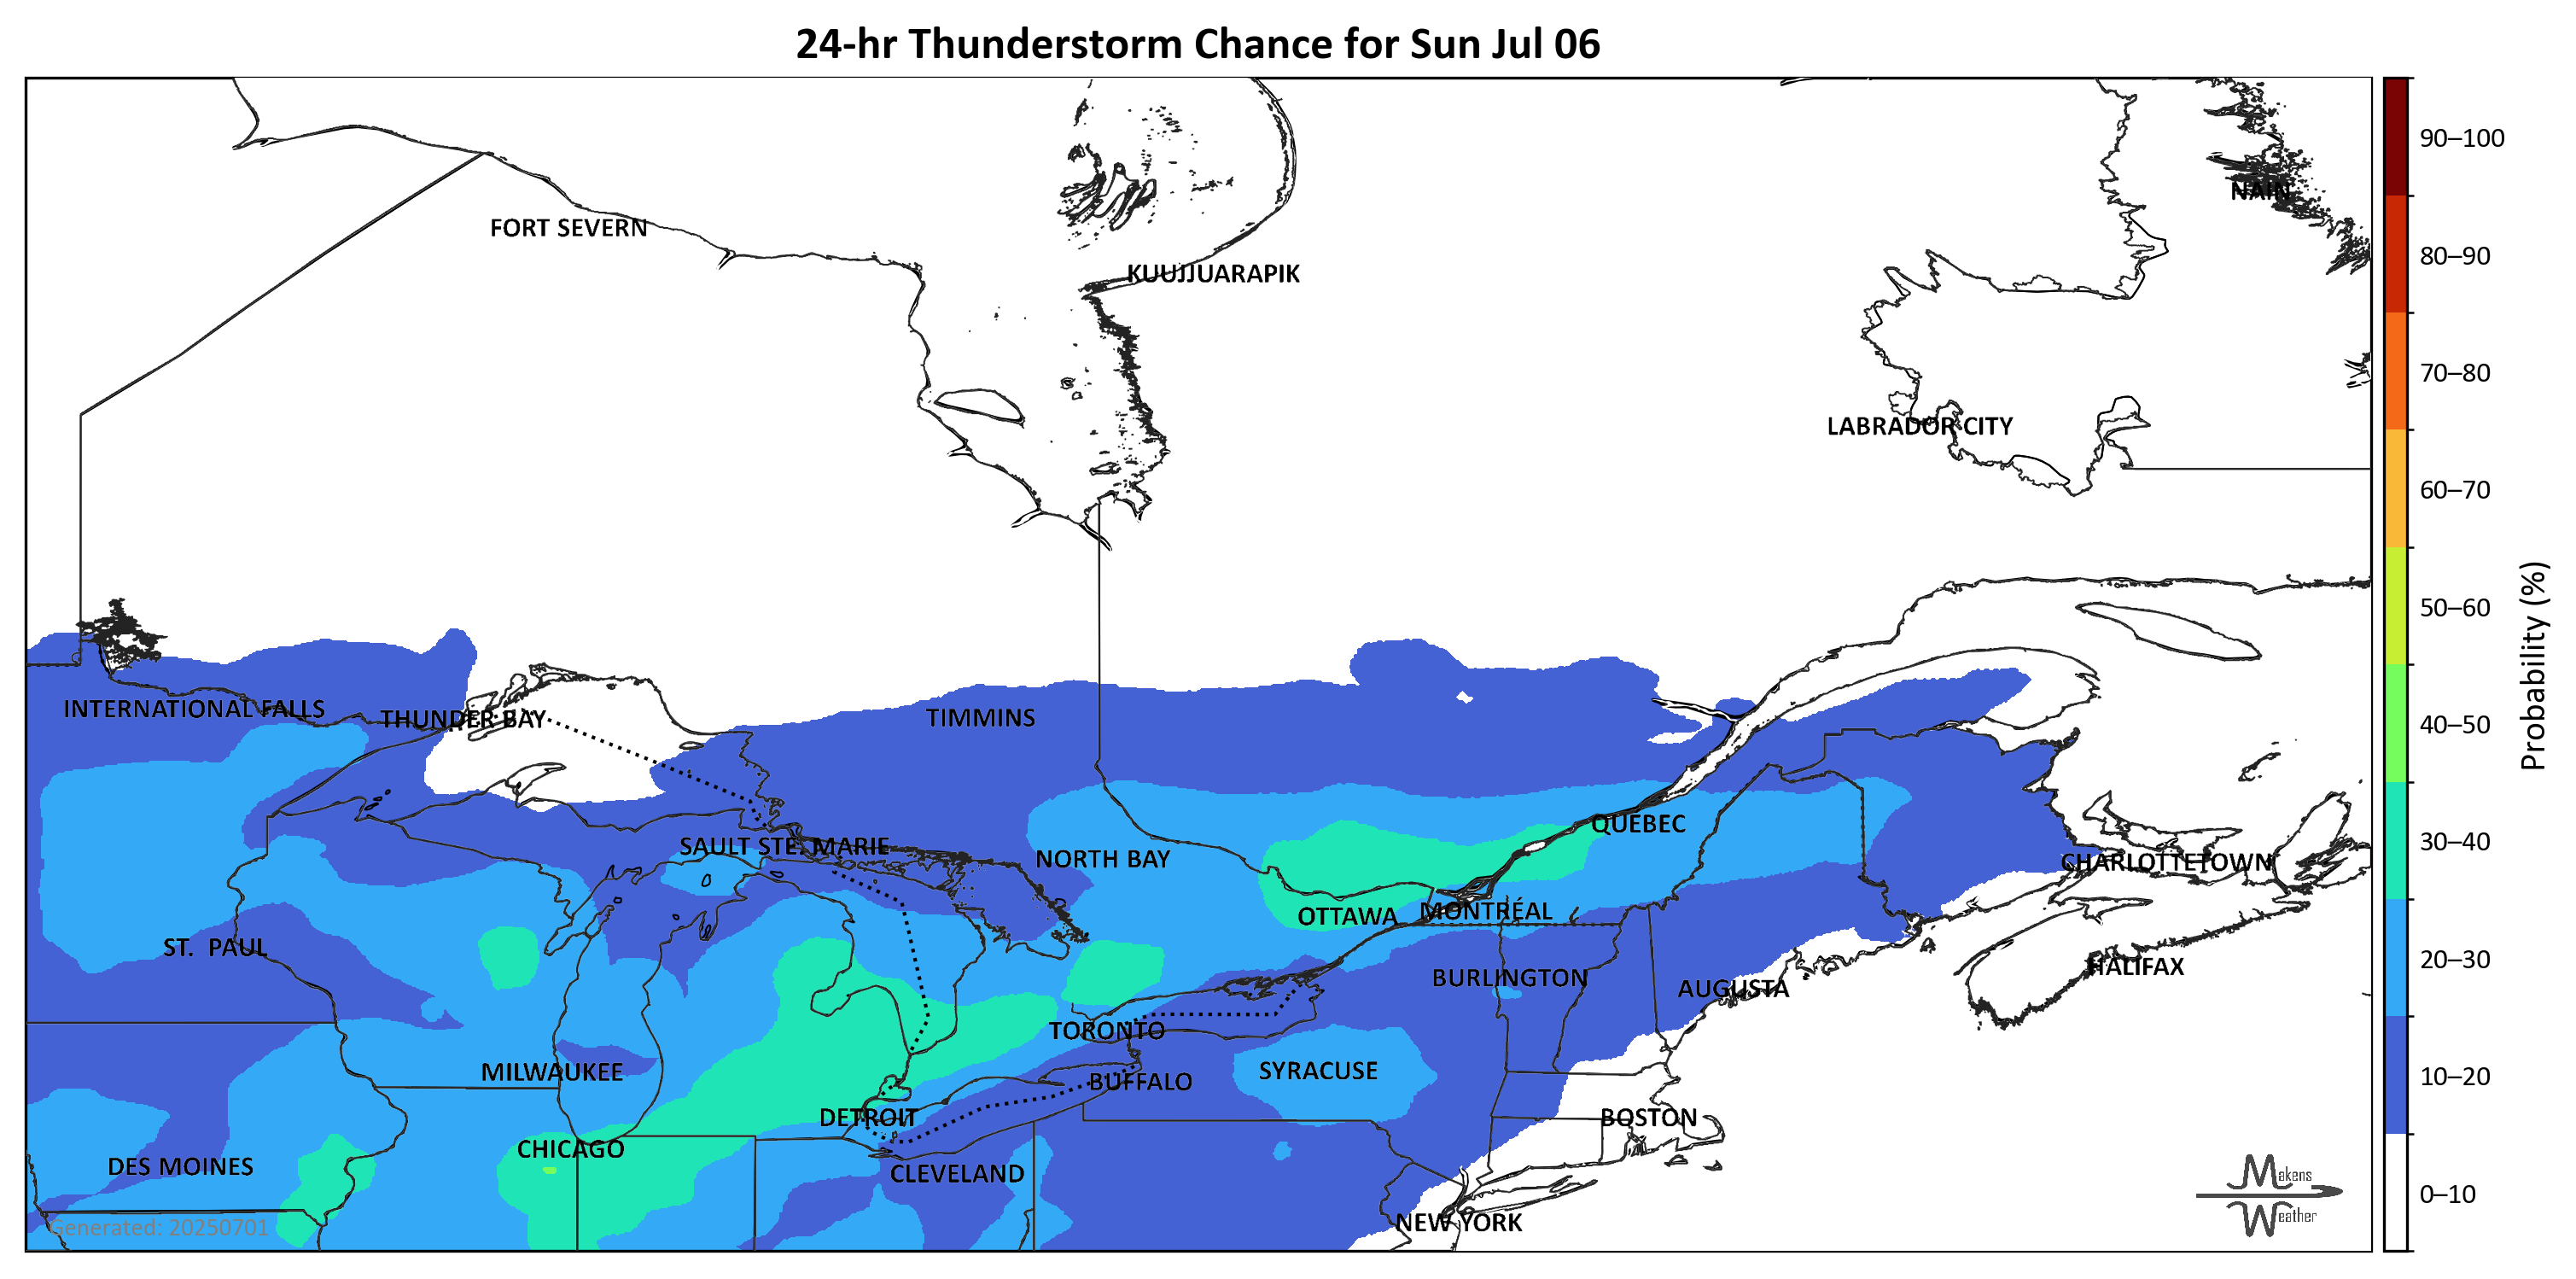 24-hr Thunderstorm Chance for Sun Jul 06
NAIN
FORT SEVERN
KUUJJUARAPIK
LABRADOR CITY
INTERNATIONAL FALLS
THUNDER BAY
TIMMINS
QUEBEC
SAULT STE. MARIE
NORTH BAY
CHARLOTTETOWN
OTTAWA
MONTRÉAL
ST. PAUL
HALIFAX
BURLINGTON
AUGUSTA
TORONTO
MILWAUKEE
SYRACUSE
BUFFALO
DETROIT
BOSTON
CHICAGO
DES MOINES
CLEVELAND
NEW YORK
Generated: 20250701
Makens
Weather
90–100
80–90
70–80
60–70
50–60
40–50
30–40
20–30
10–20
0–10
Probability (%)